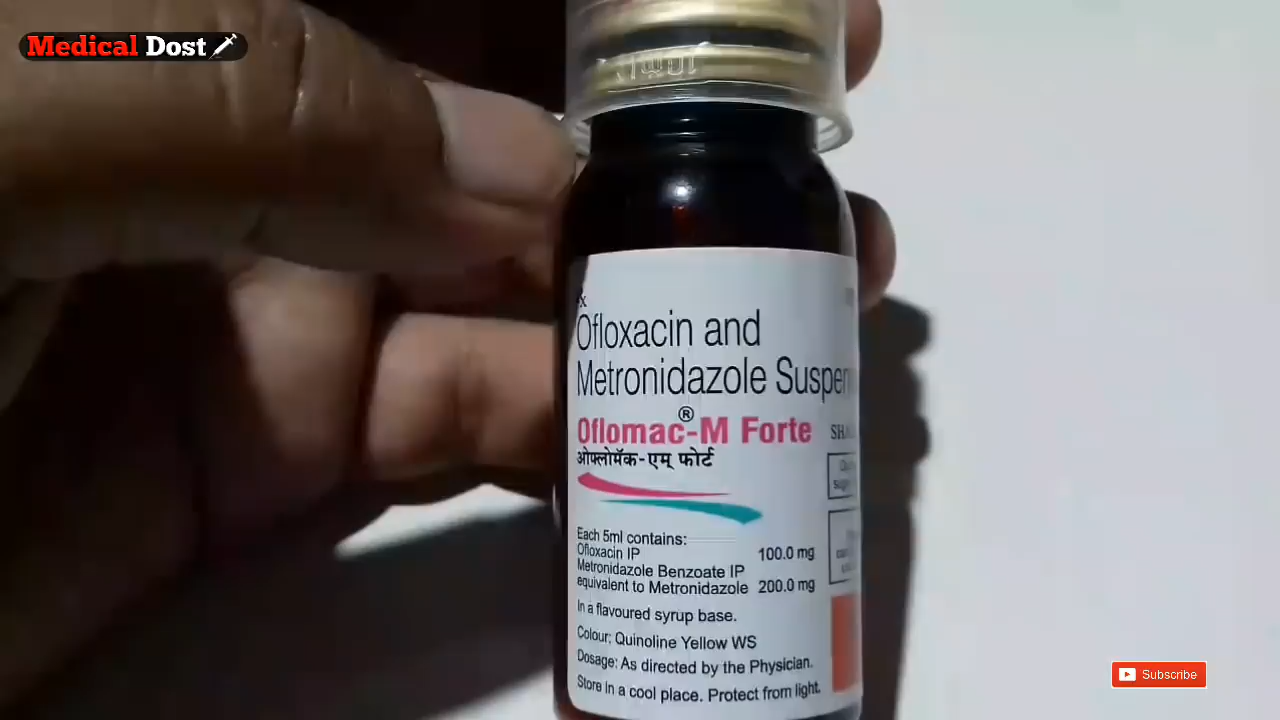 Medical Dost
Ofloxacin and
Metronidazole
Oflomac-M Forte
®
ओफ्लोमॅक-एम् फोर्ट
Each 5ml contains:
Ofloxacin IP 100.0 mg
Metronidazole Benzoate IP
equivalent to Metronidazole 200.0 mg
In a flavoured syrup base.
Colour: Quinoline Yellow WS
Dosage: As directed by the Physician.
Store in a cool place. Protect from light.
Subscribe